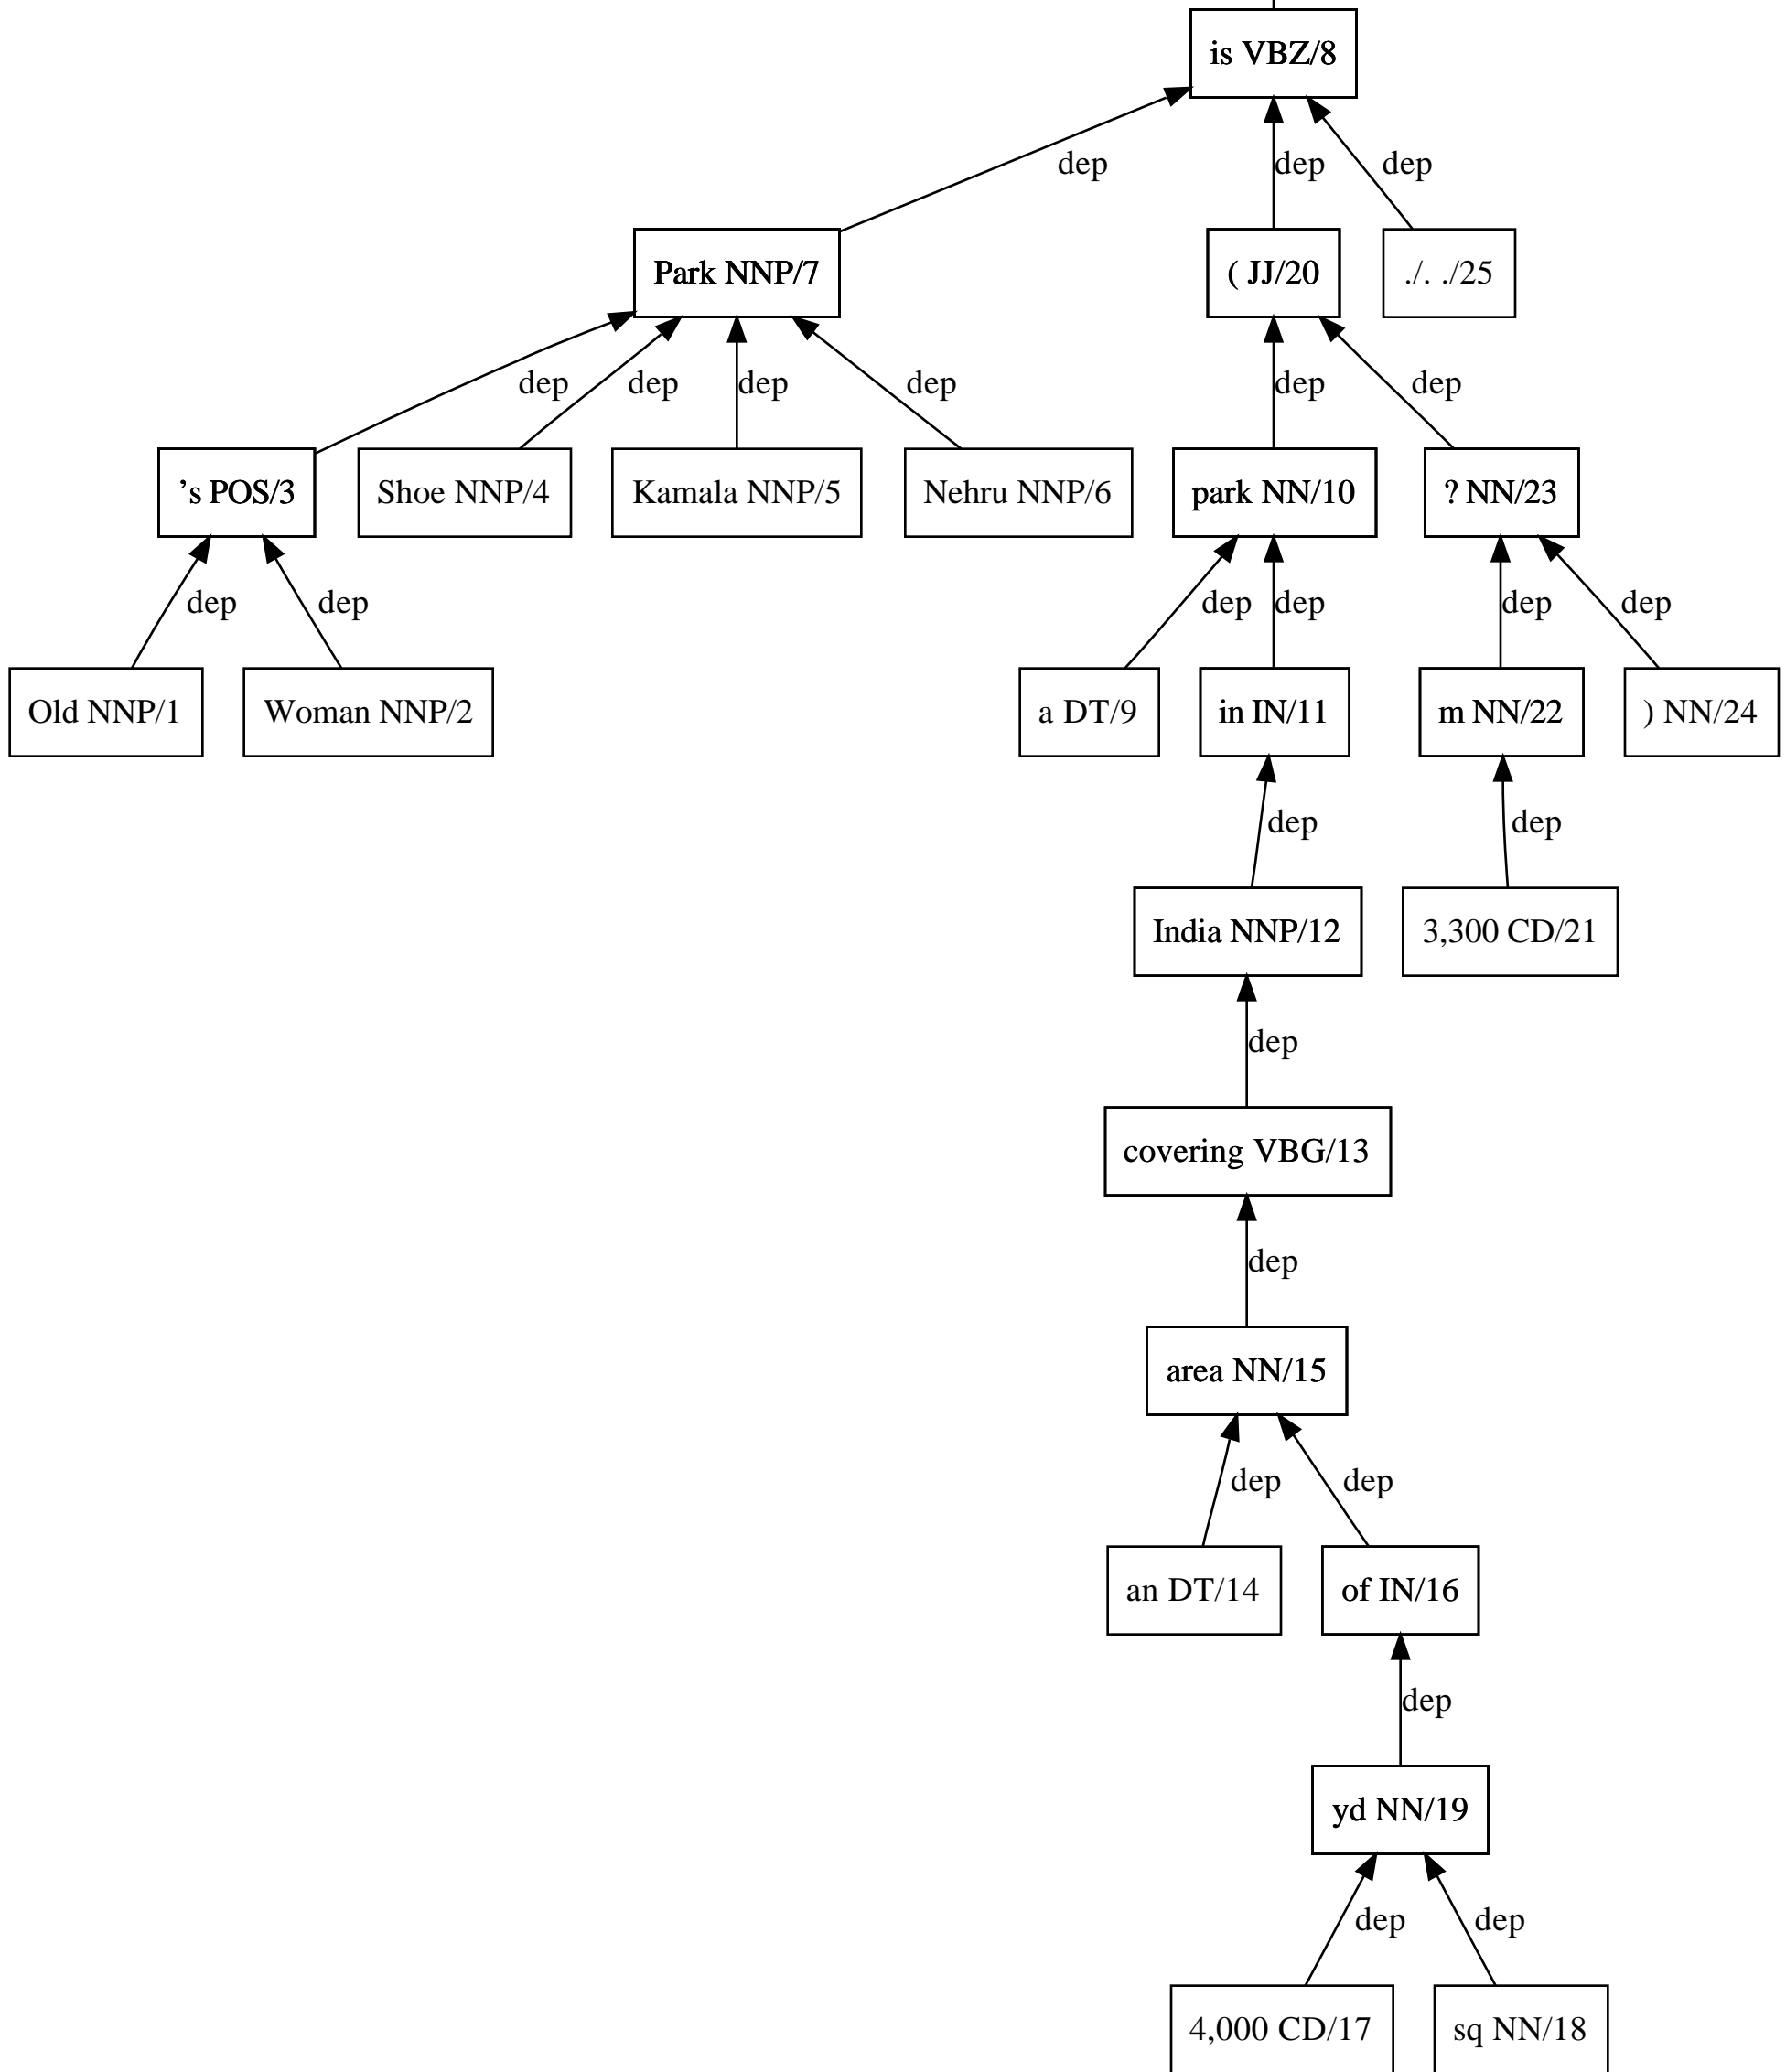 is VBZ/8
dep dep dep
Park NNP/7 ( JJ/20 ./. ./25
dep dep dep dep dep dep
's POS/3 Shoe NNP/4 Kamala NNP/5 Nehru NNP/6 park NN/10 ? NN/23
dep dep dep dep dep dep
Old NNP/1 Woman NNP/2 a DT/9 in IN/11 m NN/22 ) NN/24
dep dep
India NNP/12 3,300 CD/21
dep
covering VBG/13
dep
area NN/15
dep dep
an DT/14 of IN/16
dep
yd NN/19
dep dep
4,000 CD/17 sq NN/18